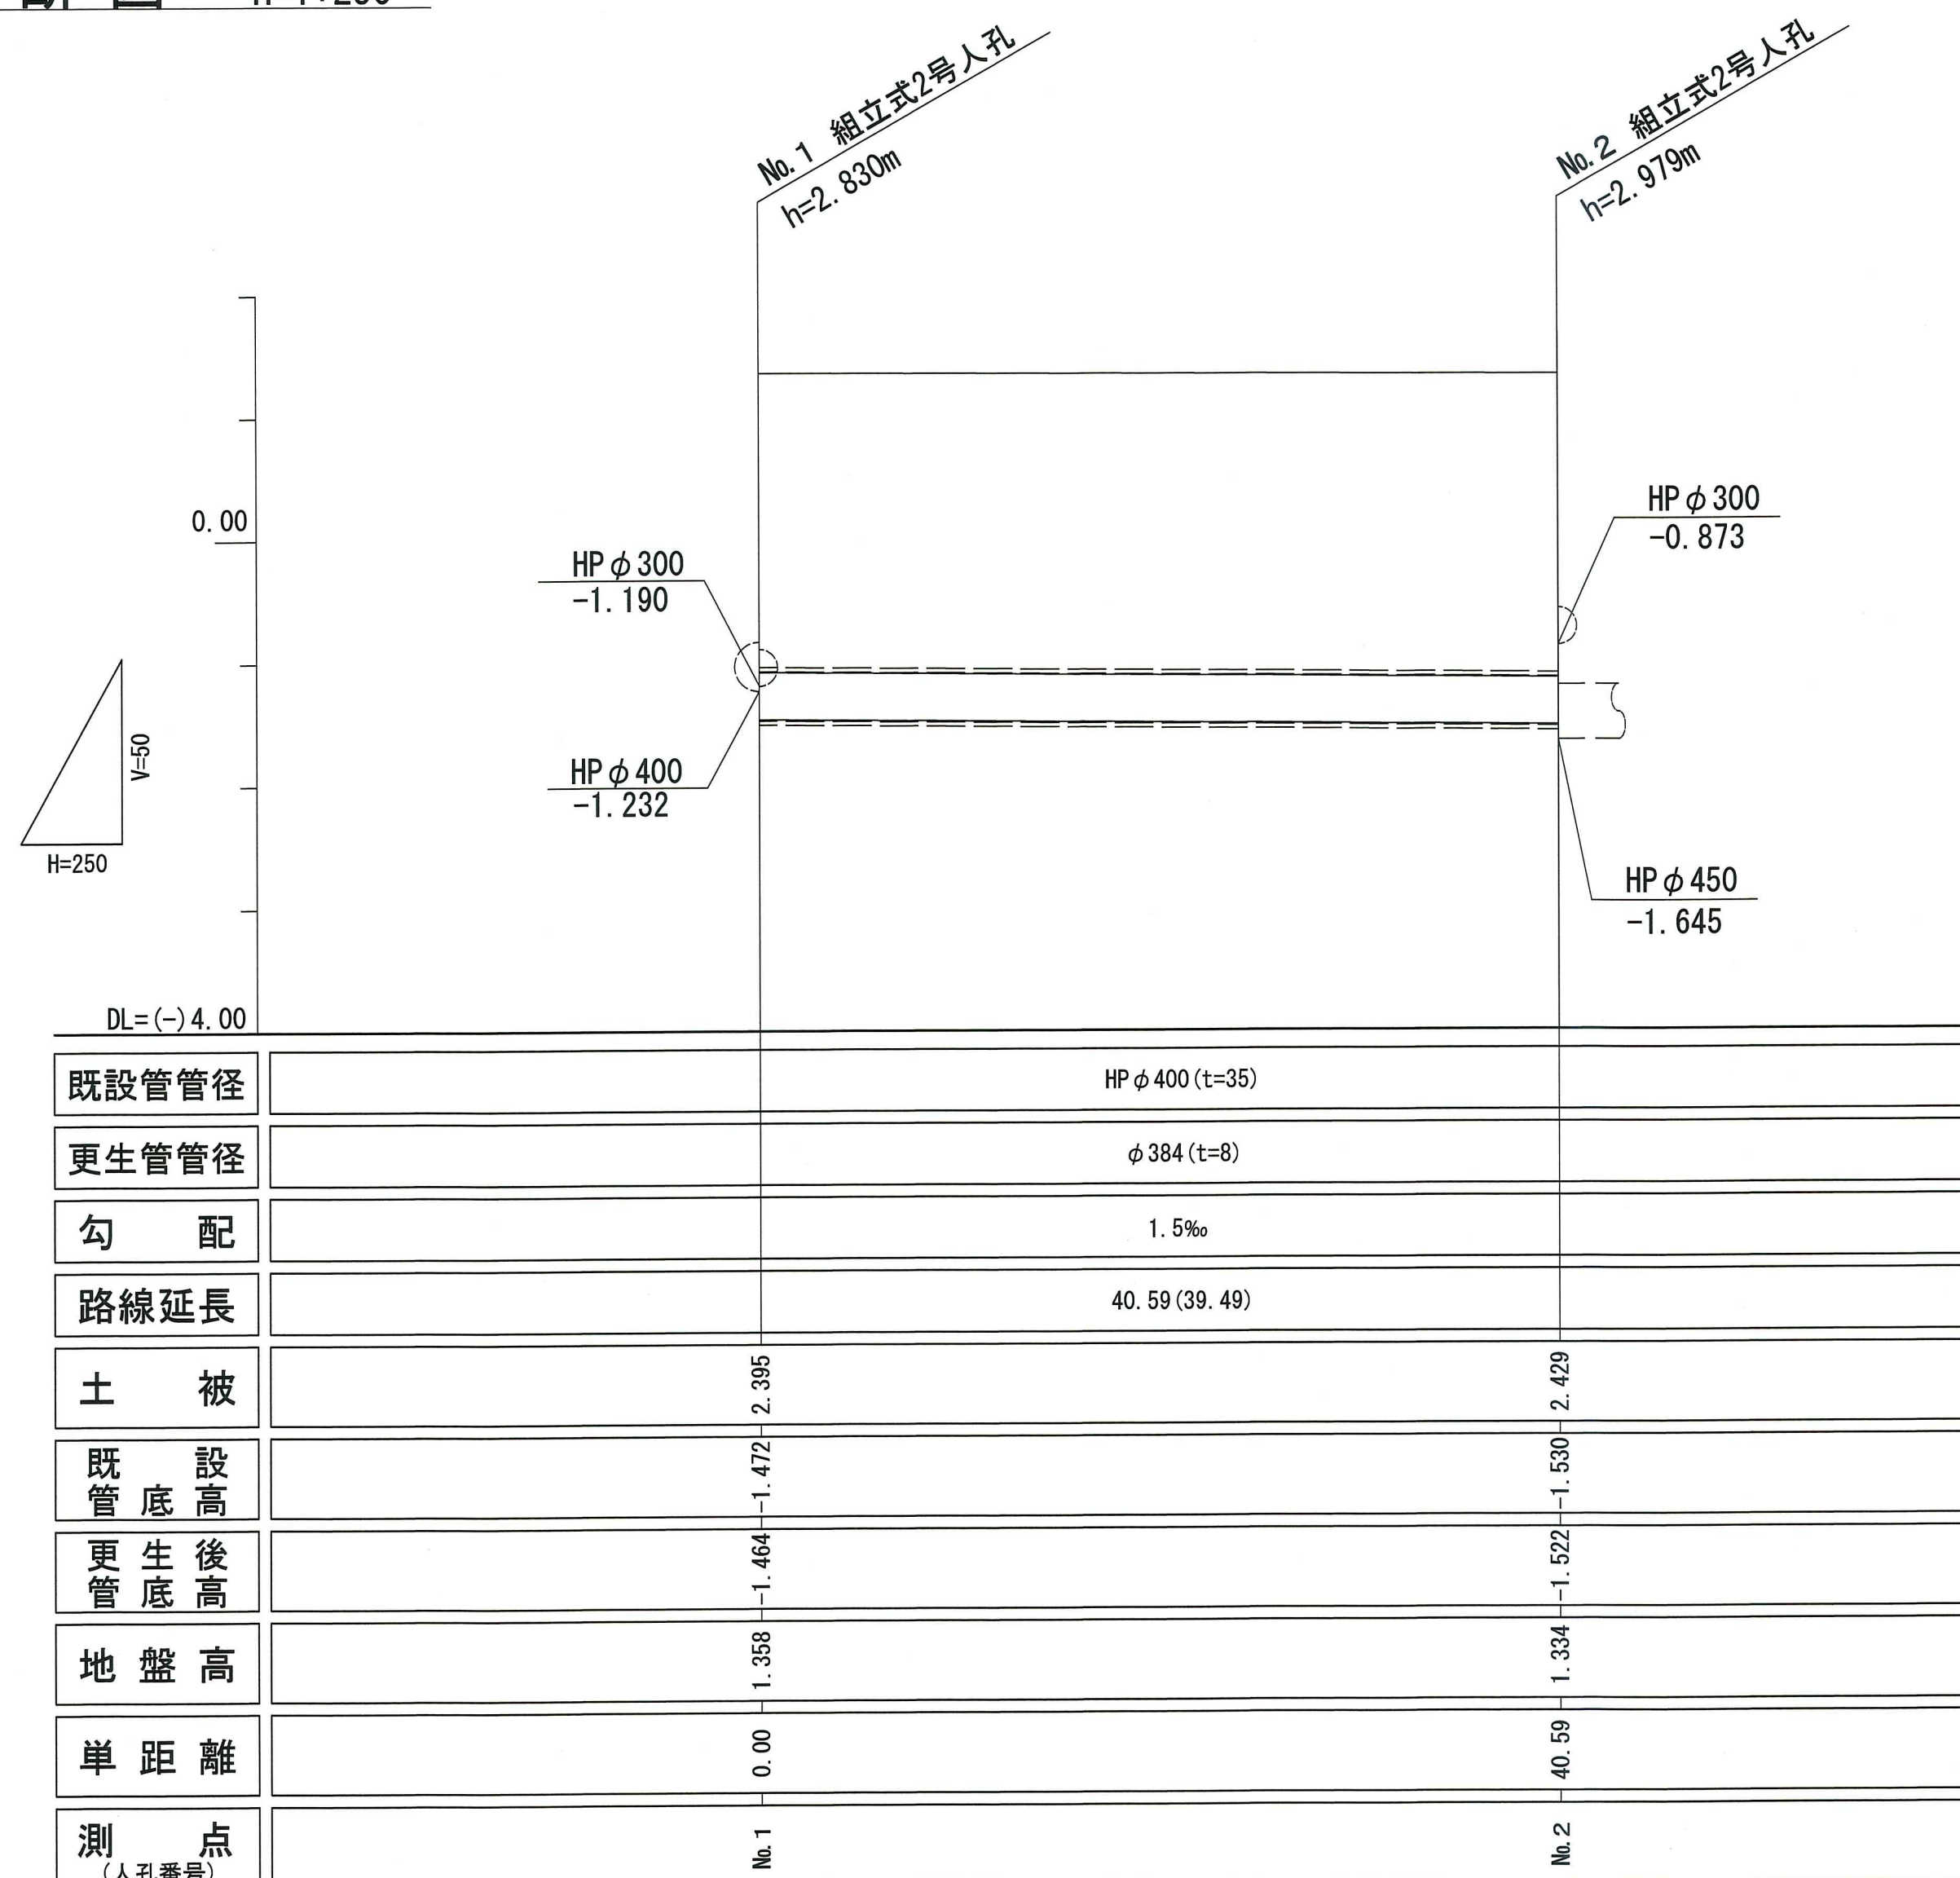 No.1 組立式2号人孔
h=2.830m
No.2 組立式2号人孔
h=2.979m
0.00
HPφ300
-0.873
HPφ300
-1.190
V=50
H=250
HPφ400
-1.232
HPφ450
-1.645
DL=(-)4.00
既設管管径 HPφ400(t=35)
更生管管径 φ384(t=8)
勾配 1.5‰
路線延長 40.59(39.49)
土被 2.395 2.429
既設
管底高 -1.472 -1.530
更生後
管底高 -1.464 -1.522
地盤高 1.358 1.334
単距離 0.00 40.59
測点 No.1 No.2
(人孔番号)